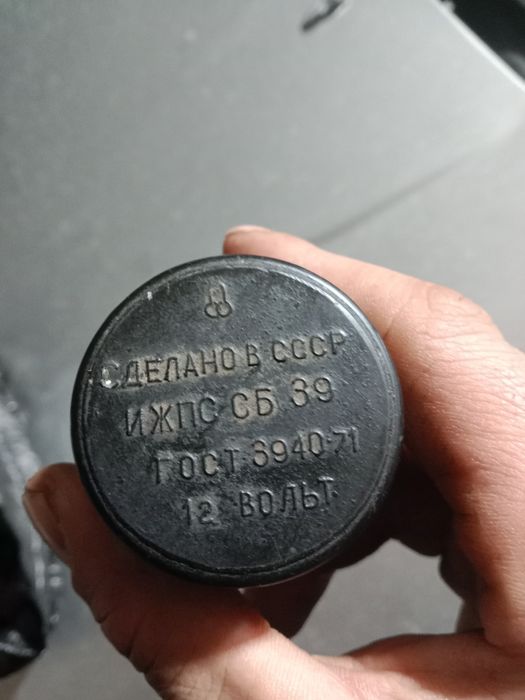 СДЕЛАНО В СССР
ИЖПС СБ 39
ГОСТ-3940-71
12 ВОЛЬТ.